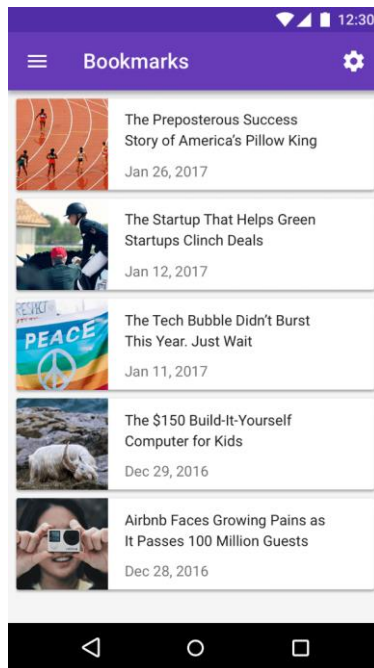 12:30
Bookmarks
The Preposterous Success
Story of America’s Pillow King
Jan 26, 2017
The Startup That Helps Green
Startups Clinch Deals
Jan 12, 2017
RESPECT
PEACE
The Tech Bubble Didn’t Burst
This Year. Just Wait
Jan 11, 2017
The $150 Build-It-Yourself
Computer for Kids
Dec 29, 2016
Airbnb Faces Growing Pains as
It Passes 100 Million Guests
Dec 28, 2016